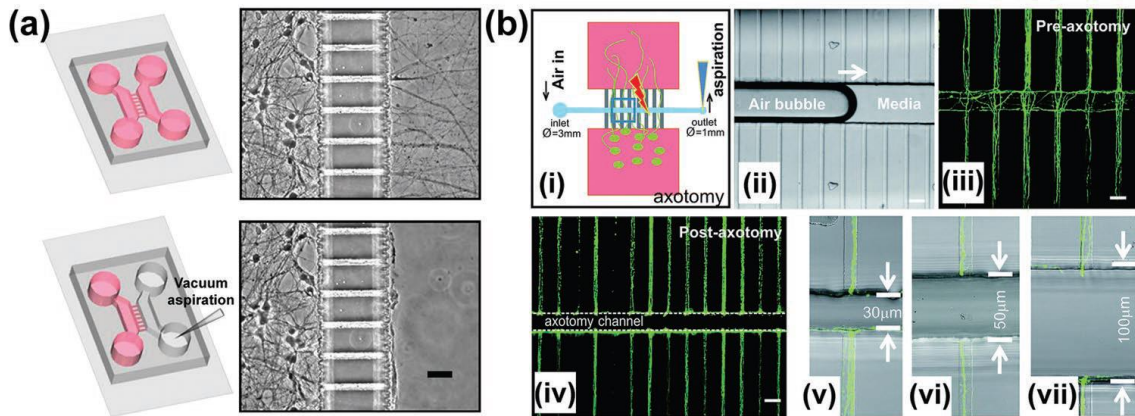 (a)
Vacuum
aspiration
(b)
Air in
aspiration
inlet
Ø=3mm
outlet
Ø=1mm
axotomy
(i)
Air bubble
Media
(ii)
Pre-axotomy
(iii)
Post-axotomy
axotomy channel
(iv)
30µm
(v)
50µm
(vi)
100µm
(vii)